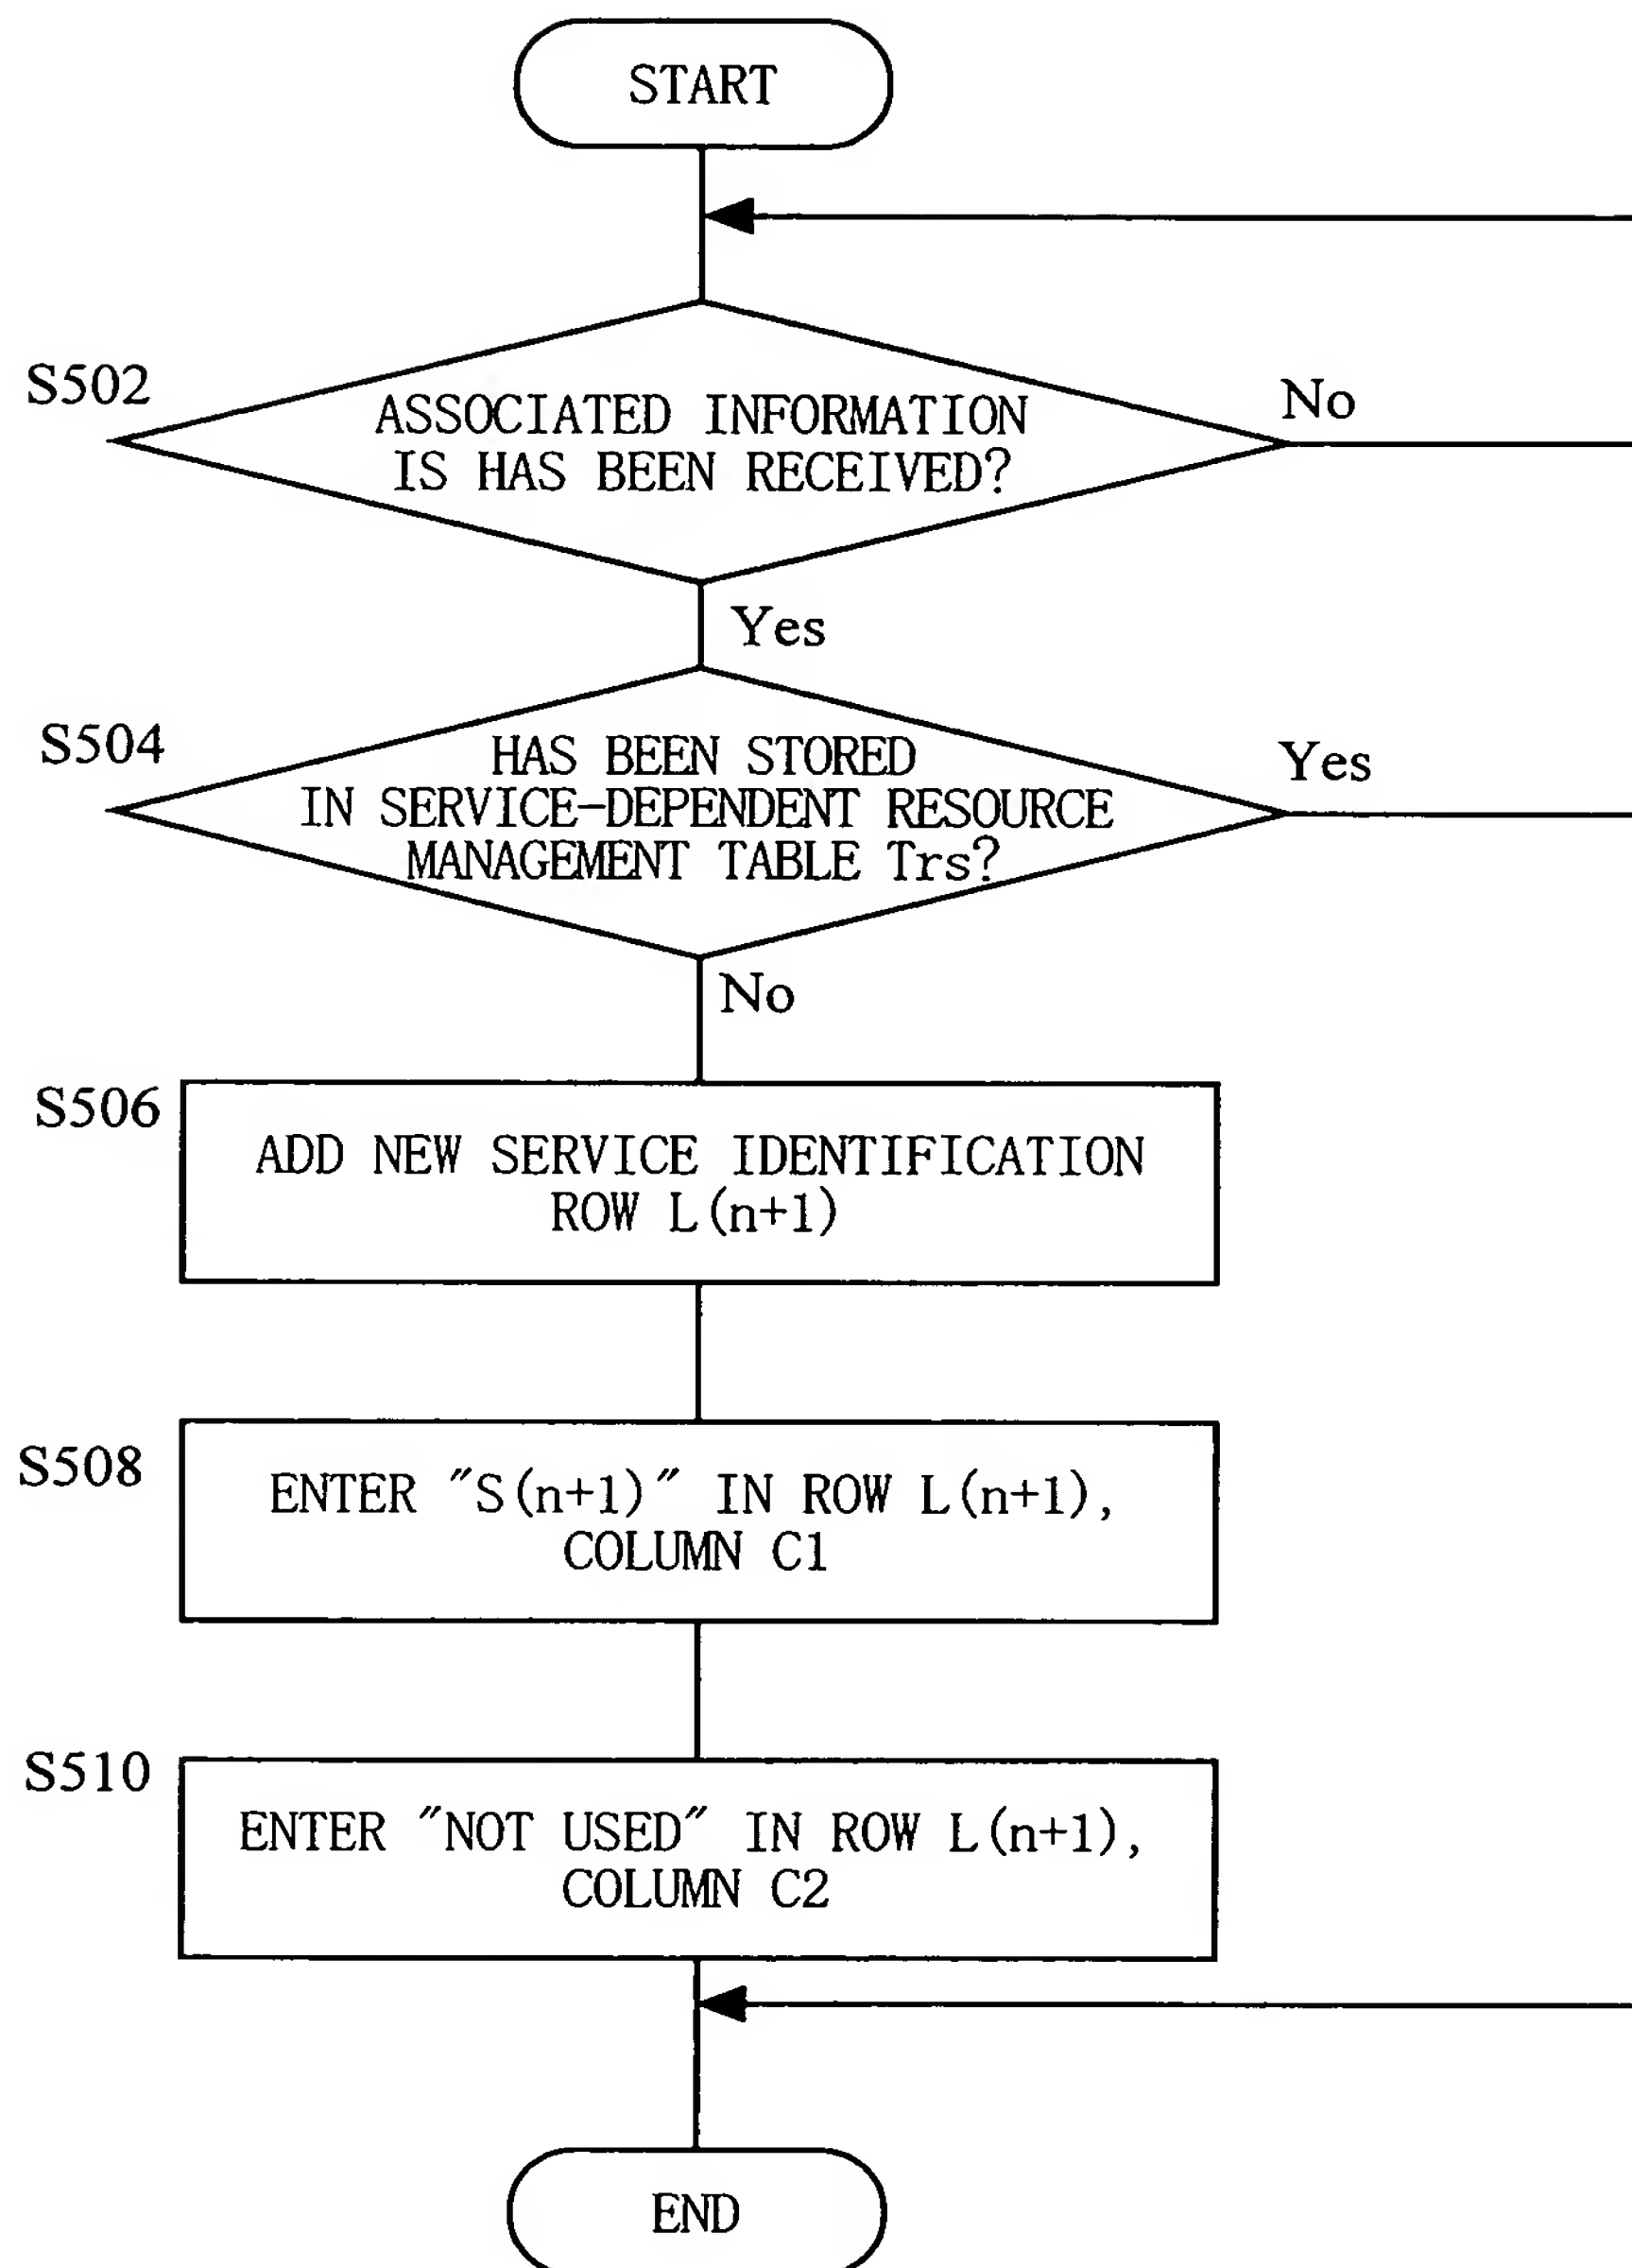 START
S502
ASSOCIATED INFORMATION
IS HAS BEEN RECEIVED?
No
Yes
S504
HAS BEEN STORED
IN SERVICE-DEPENDENT RESOURCE
MANAGEMENT TABLE Trs?
Yes
No
S506
ADD NEW SERVICE IDENTIFICATION
ROW L(n+1)
S508
ENTER "S(n+1)" IN ROW L(n+1),
COLUMN C1
S510
ENTER "NOT USED" IN ROW L(n+1),
COLUMN C2
END